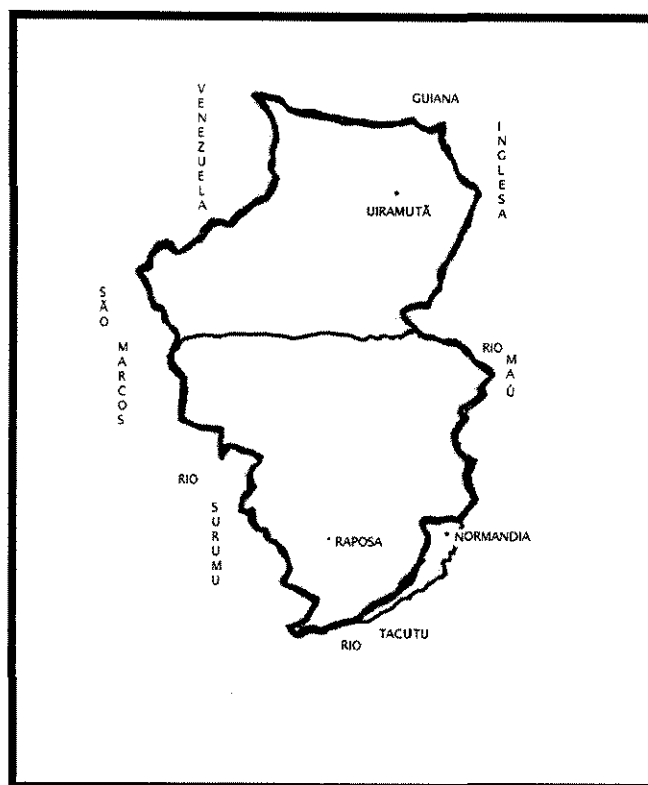 VENEZUELA
GUIANA
INGLESA
UIRAMUTÃ
SÃO MARCOS
RIO MAÚ
RIO SURUMU
RAPOSA
NORMANDIA
RIO TACUTU